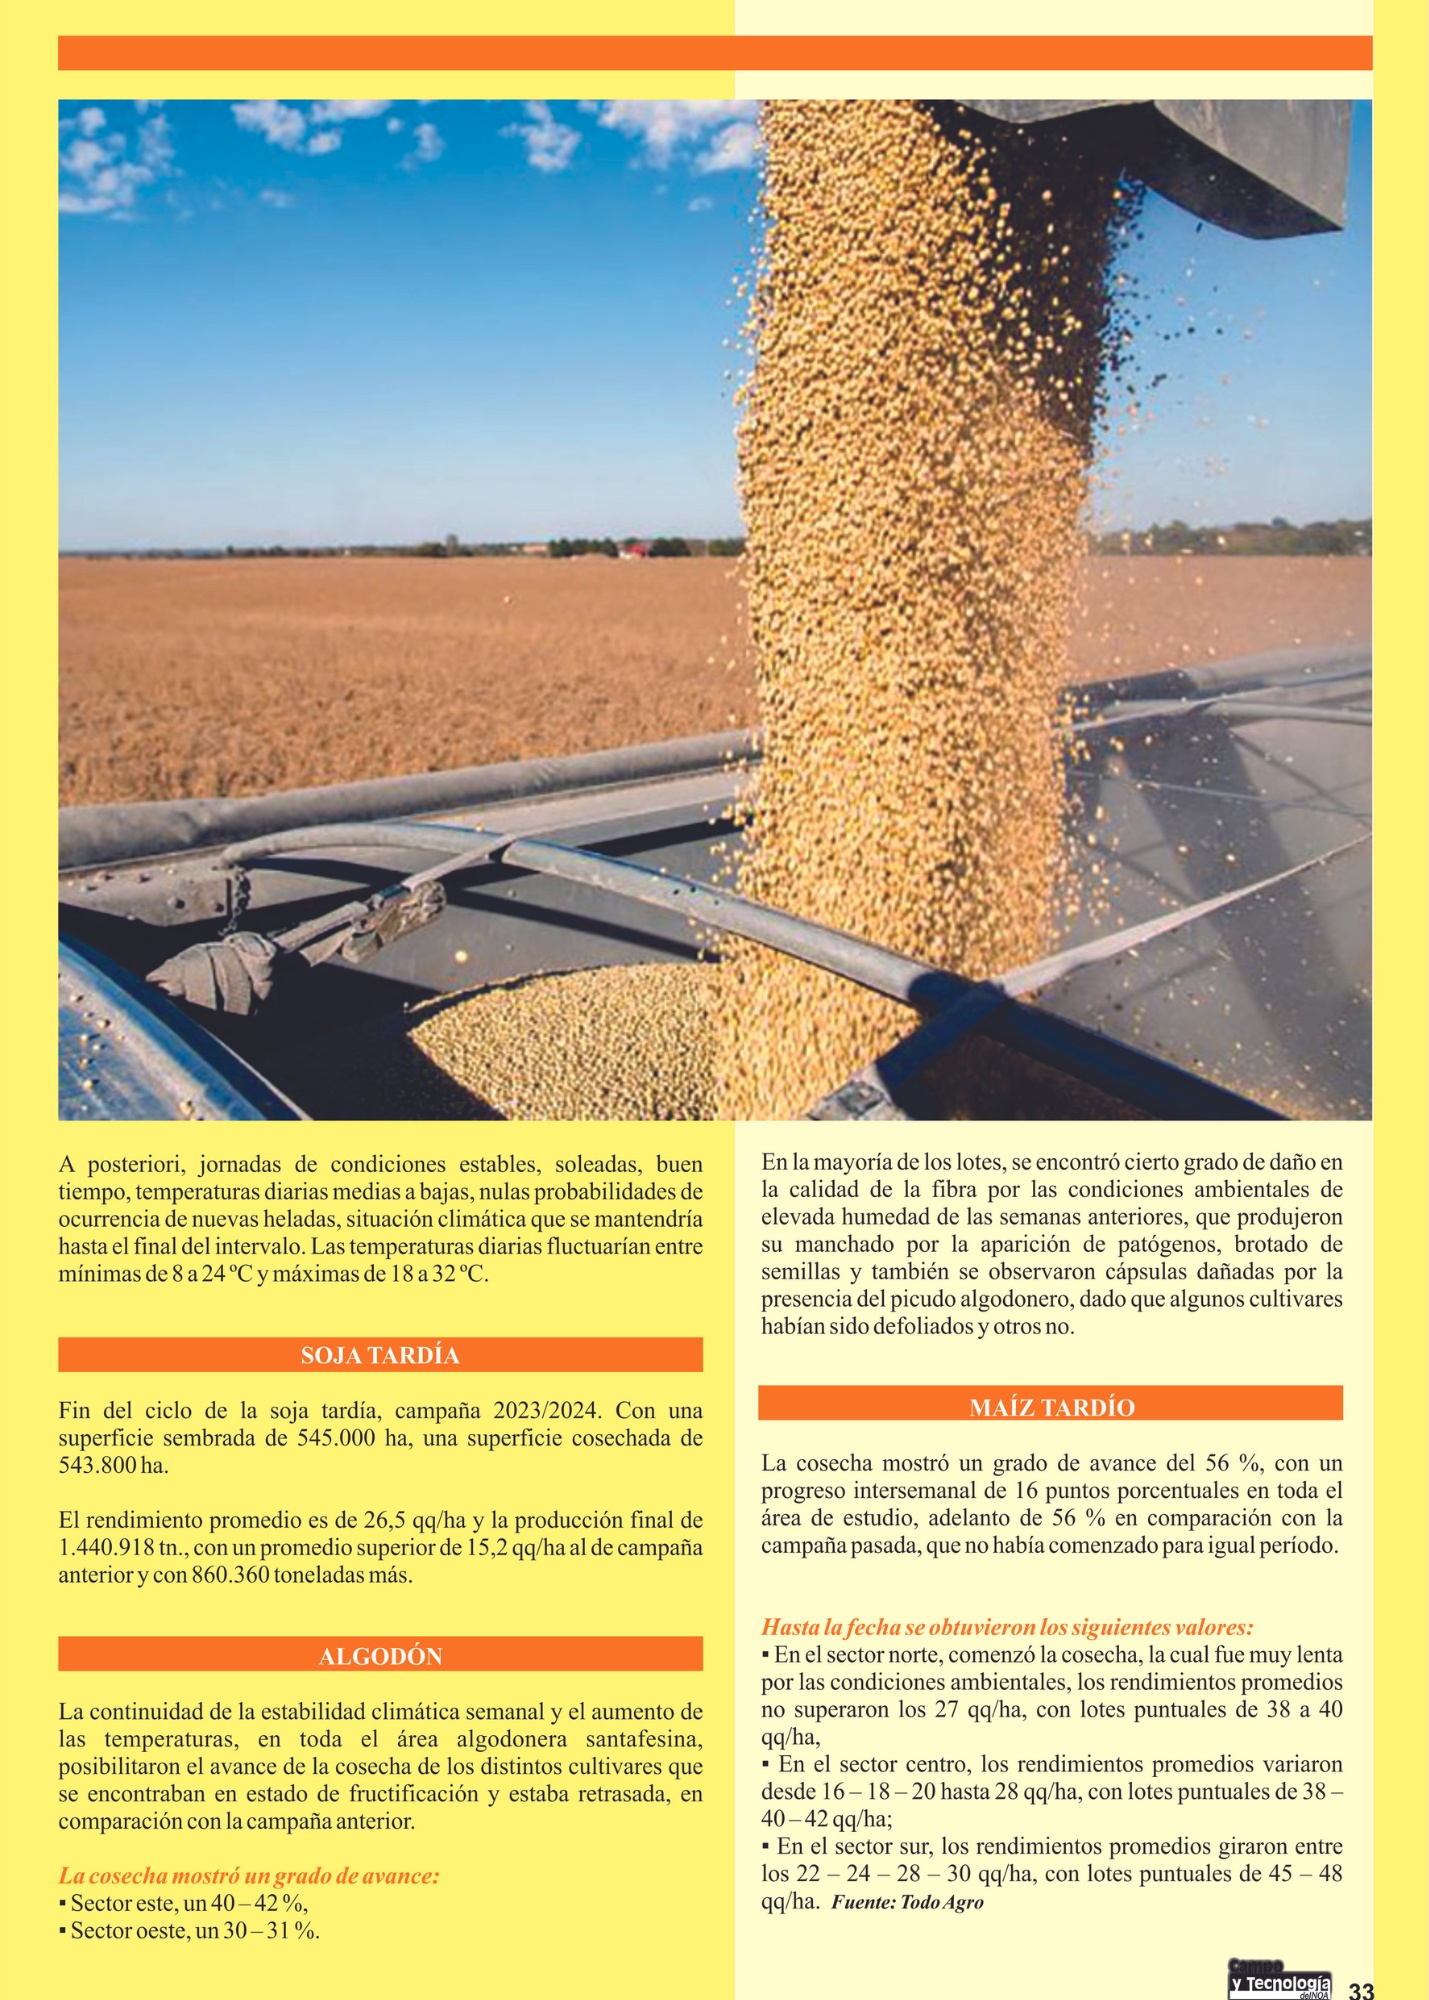 A posteriori, jornadas de condiciones estables, soleadas, buen
tiempo, temperaturas diarias medias a bajas, nulas probabilidades de
ocurrencia de nuevas heladas, situación climática que se mantendría
hasta el final del intervalo. Las temperaturas diarias fluctuarían entre
mínimas de 8 a 24 ºC y máximas de 18 a 32 ºC.
SOJA TARDÍA
Fin del ciclo de la soja tardía, campaña 2023/2024. Con una
superficie sembrada de 545.000 ha, una superficie cosechada de
543.800 ha.
El rendimiento promedio es de 26,5 qq/ha y la producción final de
1.440.918 tn., con un promedio superior de 15,2 qq/ha al de campaña
anterior y con 860.360 toneladas más.
ALGODÓN
La continuidad de la estabilidad climática semanal y el aumento de
las temperaturas, en toda el área algodonera santafesina,
posibilitaron el avance de la cosecha de los distintos cultivares que
se encontraban en estado de fructificación y estaba retrasada, en
comparación con la campaña anterior.
La cosecha mostró un grado de avance:
▪ Sector este, un 40 – 42 %,
▪ Sector oeste, un 30 – 31 %.
En la mayoría de los lotes, se encontró cierto grado de daño en
la calidad de la fibra por las condiciones ambientales de
elevada humedad de las semanas anteriores, que produjeron
su manchado por la aparición de patógenos, brotado de
semillas y también se observaron cápsulas dañadas por la
presencia del picudo algodonero, dado que algunos cultivares
habían sido defoliados y otros no.
MAÍZ TARDÍO
La cosecha mostró un grado de avance del 56 %, con un
progreso intersemanal de 16 puntos porcentuales en toda el
área de estudio, adelanto de 56 % en comparación con la
campaña pasada, que no había comenzado para igual período.
Hasta la fecha se obtuvieron los siguientes valores:
▪ En el sector norte, comenzó la cosecha, la cual fue muy lenta
por las condiciones ambientales, los rendimientos promedios
no superaron los 27 qq/ha, con lotes puntuales de 38 a 40
qq/ha,
▪ En el sector centro, los rendimientos promedios variaron
desde 16 – 18 – 20 hasta 28 qq/ha, con lotes puntuales de 38 –
40 – 42 qq/ha;
▪ En el sector sur, los rendimientos promedios giraron entre
los 22 – 24 – 28 – 30 qq/ha, con lotes puntuales de 45 – 48
qq/ha. Fuente: Todo Agro
Campo
y Tecnología
delNOA
33